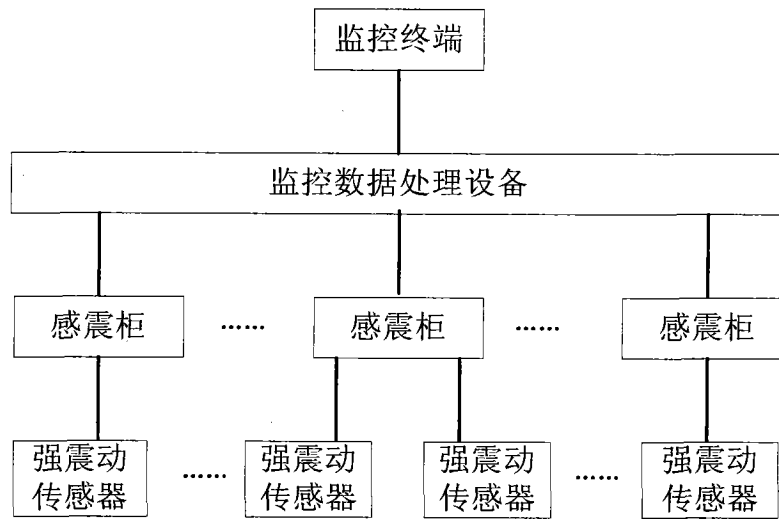 监控终端
监控数据处理设备
感震柜 …… 感震柜 …… 感震柜
强震动 强震动 强震动 强震动
传感器 …… 传感器 传感器 …… 传感器